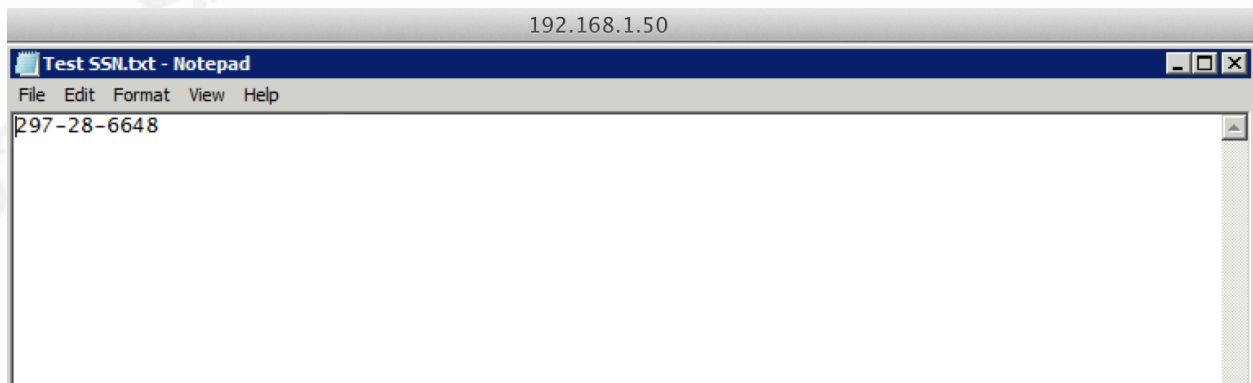 192.168.1.50
Test SSN.txt - Notepad
File Edit Format View Help
297-28-6648